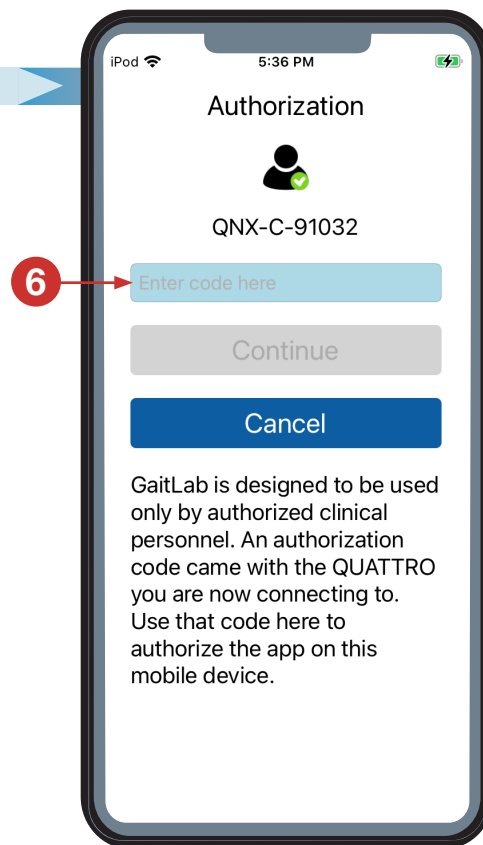 iPod 5:36 PM
Authorization
QNX-C-91032
6
Enter code here
Continue
Cancel
GaitLab is designed to be used
only by authorized clinical
personnel. An authorization
code came with the QUATTRO
you are now connecting to.
Use that code here to
authorize the app on this
mobile device.